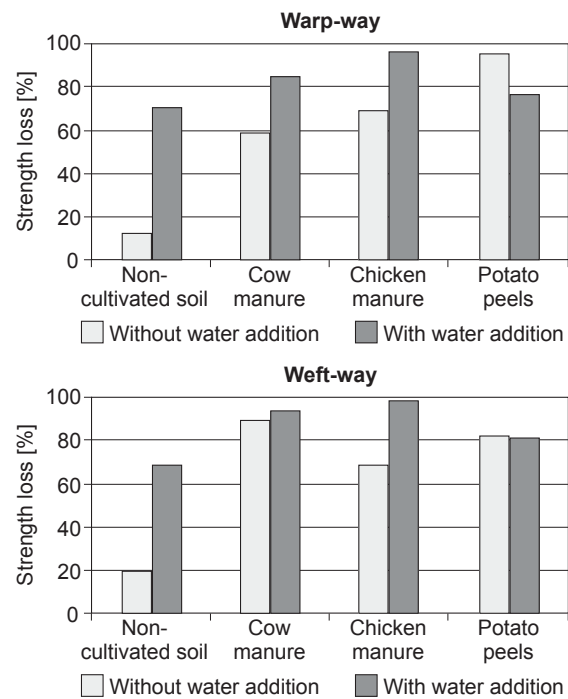 Warp-way
Strength loss [%]
100
80
60
40
20
0
Non-
cultivated soil
Cow
manure
Chicken
manure
Potato
peels
Without water addition
With water addition
Weft-way
Strength loss [%]
100
80
60
40
20
0
Non-
cultivated soil
Cow
manure
Chicken
manure
Potato
peels
Without water addition
With water addition